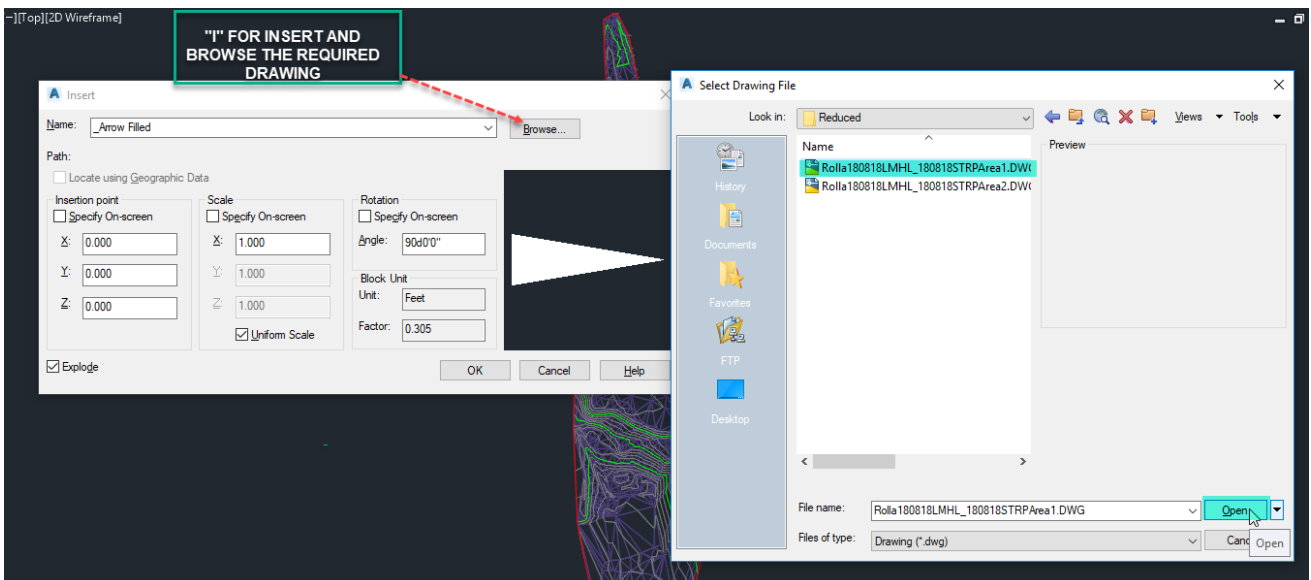 -][Top][2D Wireframe]
"I" FOR INSERT AND
BROWSE THE REQUIRED
DRAWING
Insert
Name: _Arrow Filled Browse...
Path:
Locate using Geographic Data
Insertion point Scale Rotation
Specify On-screen Specify On-screen Specify On-screen
X: 0.000 X: 1.000 Angle: 90d0'0"
Y: 0.000 Y: 1.000 Block Unit
Unit: Feet
Z: 0.000 Z: 1.000
Factor: 0.305
Uniform Scale
Explode
OK Cancel Help
Select Drawing File
Look in: Reduced Views Tools
Name Preview
Rolla180818LMHL_180818STRPArea1.DW(
Rolla180818LMHL_180818STRPArea2.DW(
History
Documents
Favorites
FTP
Desktop
File name: Rolla180818LMHL_180818STRPArea1.DWG Open
Files of type: Drawing (*.dwg) Canc
Open